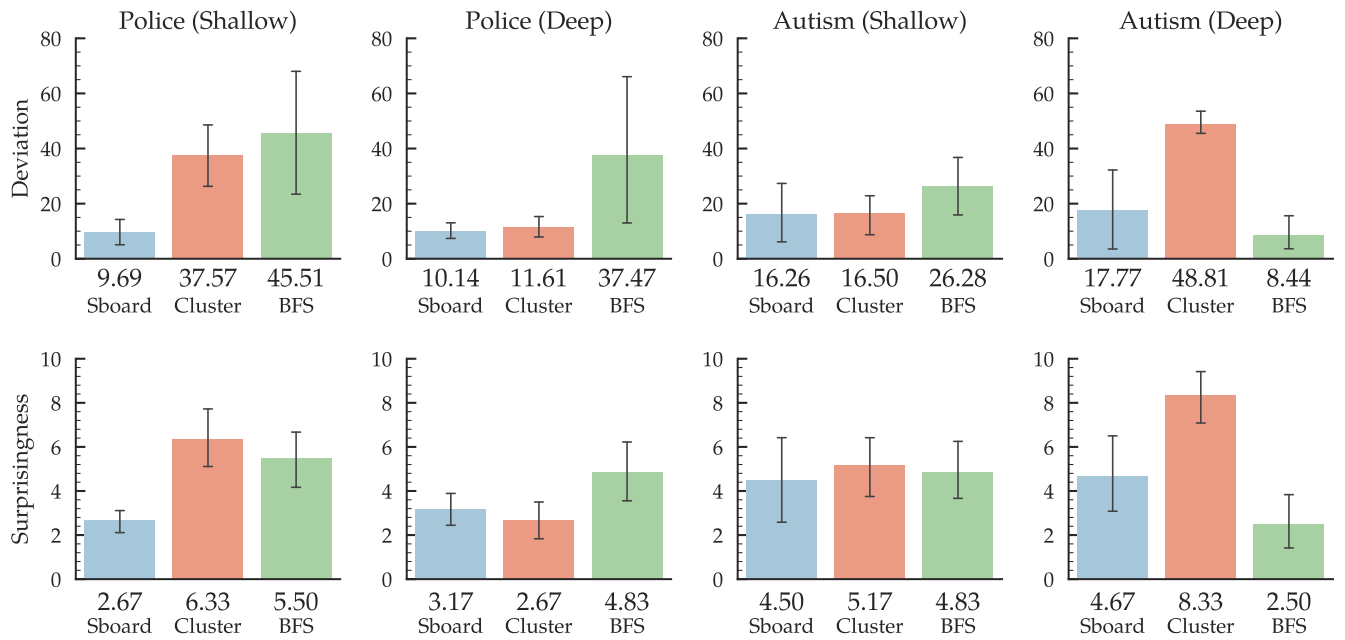 Police (Shallow) Police (Deep) Autism (Shallow) Autism (Deep)
Deviation
80 80 80 80
60 60 60 60
40 40 40 40
20 20 20 20
0 0 0 0
9.69 37.57 45.51 10.14 11.61 37.47 16.26 16.50 26.28 17.77 48.81 8.44
Sboard Cluster BFS Sboard Cluster BFS Sboard Cluster BFS Sboard Cluster BFS
Surprisingness
10 10 10 10
8 8 8 8
6 6 6 6
4 4 4 4
2 2 2 2
0 0 0 0
2.67 6.33 5.50 3.17 2.67 4.83 4.50 5.17 4.83 4.67 8.33 2.50
Sboard Cluster BFS Sboard Cluster BFS Sboard Cluster BFS Sboard Cluster BFS